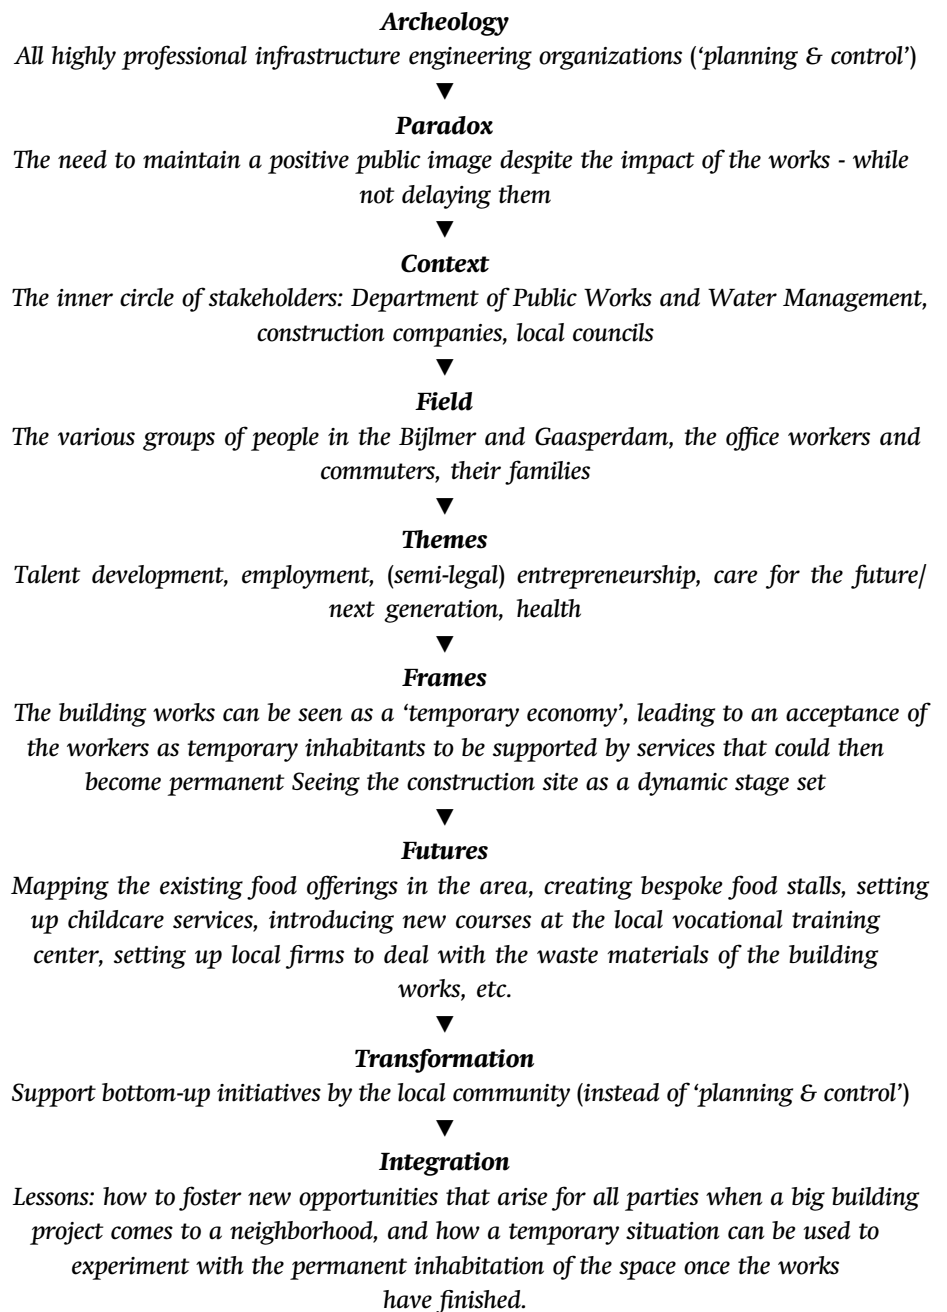 Archeology
All highly professional infrastructure engineering organizations (‘planning & control’)
▼
Paradox
The need to maintain a positive public image despite the impact of the works - while
not delaying them
▼
Context
The inner circle of stakeholders: Department of Public Works and Water Management,
construction companies, local councils
▼
Field
The various groups of people in the Bijlmer and Gaasperdam, the office workers and
commuters, their families
▼
Themes
Talent development, employment, (semi-legal) entrepreneurship, care for the future/
next generation, health
▼
Frames
The building works can be seen as a ‘temporary economy’, leading to an acceptance of
the workers as temporary inhabitants to be supported by services that could then
become permanent Seeing the construction site as a dynamic stage set
▼
Futures
Mapping the existing food offerings in the area, creating bespoke food stalls, setting
up childcare services, introducing new courses at the local vocational training
center, setting up local firms to deal with the waste materials of the building
works, etc.
▼
Transformation
Support bottom-up initiatives by the local community (instead of ‘planning & control’)
▼
Integration
Lessons: how to foster new opportunities that arise for all parties when a big building
project comes to a neighborhood, and how a temporary situation can be used to
experiment with the permanent inhabitation of the space once the works
have finished.